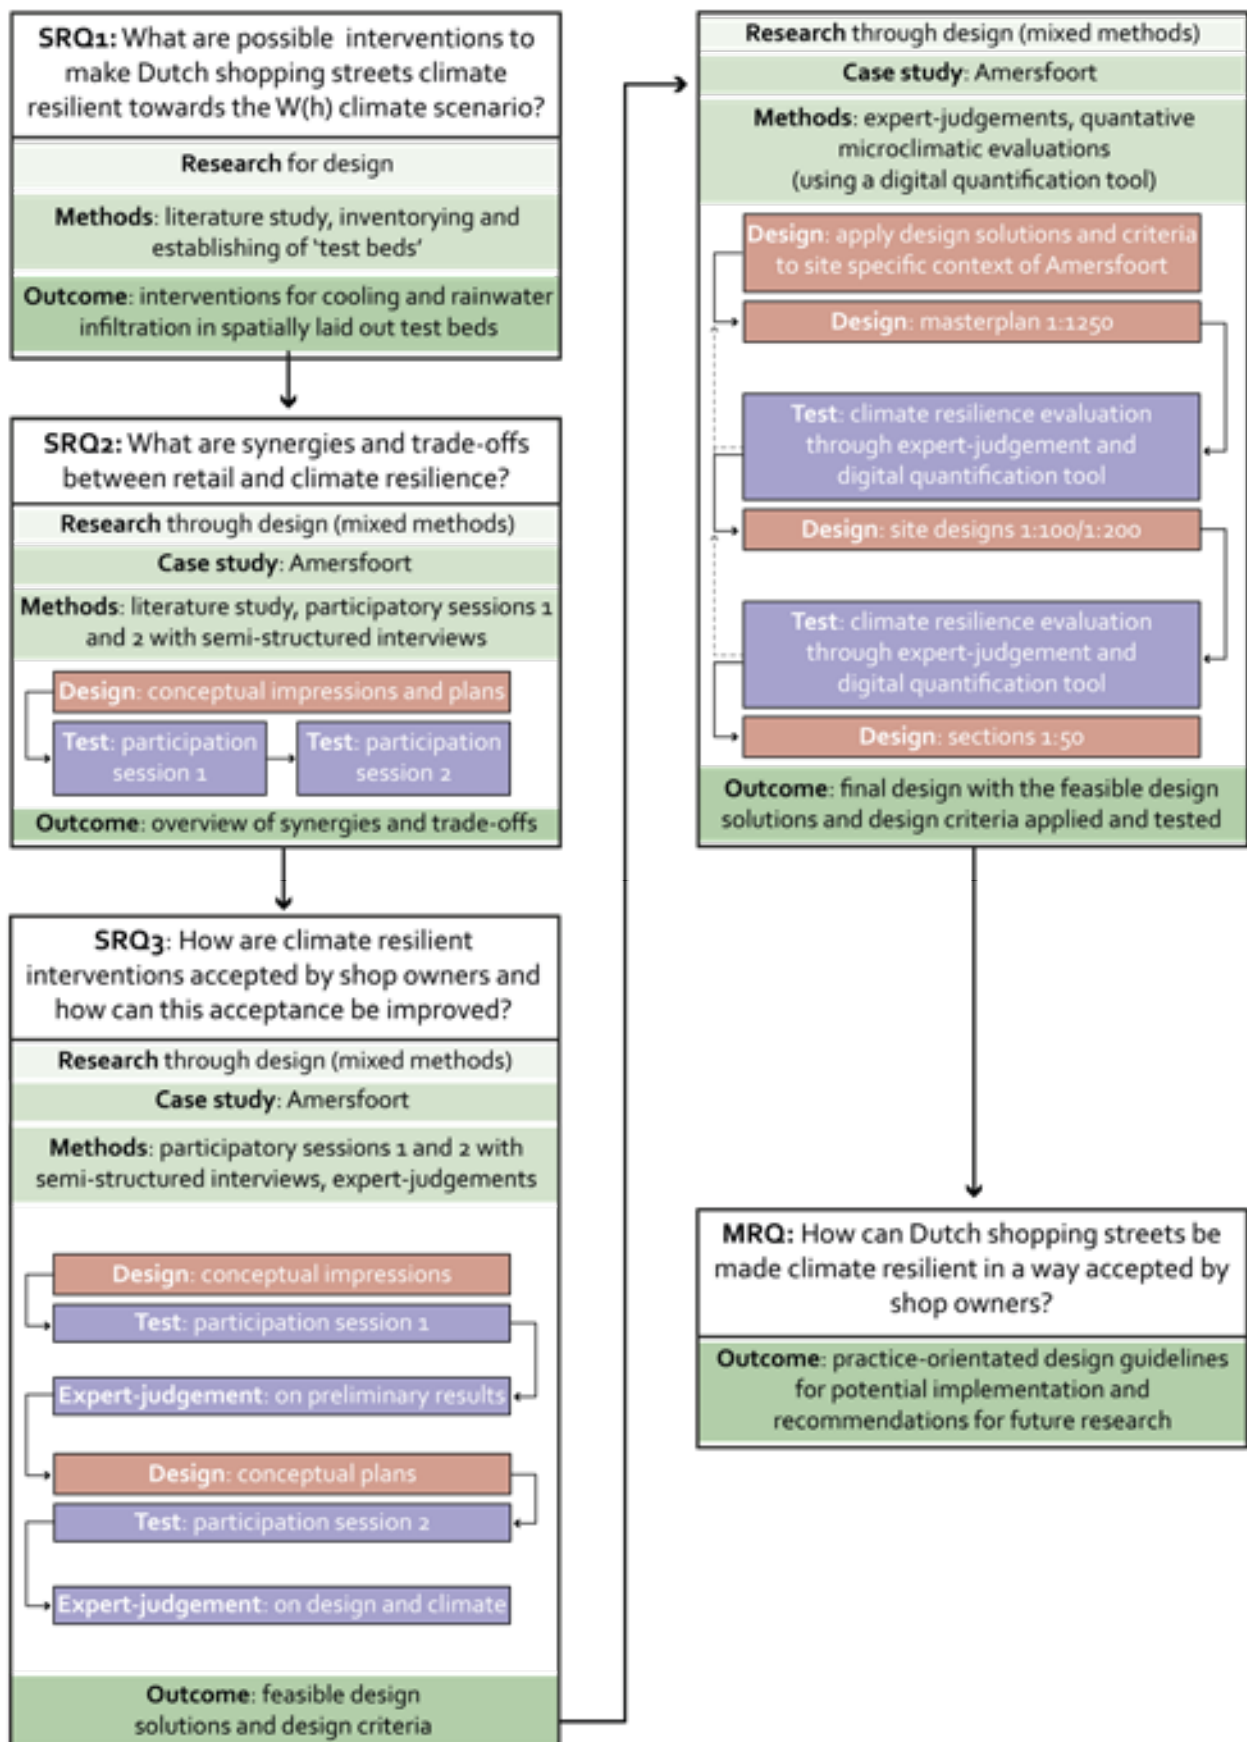 SRQ1: What are possible interventions to
make Dutch shopping streets climate
resilient towards the W(h) climate scenario?
Research for design
Methods: literature study, inventorying and
establishing of 'test beds'
Outcome: interventions for cooling and rainwater
infiltration in spatially laid out test beds
SRQ2: What are synergies and trade-offs
between retail and climate resilience?
Research through design (mixed methods)
Case study: Amersfoort
Methods: literature study, participatory sessions 1
and 2 with semi-structured interviews
Design: conceptual impressions and plans
Test: participation
session 1
Test: participation
session 2
Outcome: overview of synergies and trade-offs
SRQ3: How are climate resilient
interventions accepted by shop owners and
how can this acceptance be improved?
Research through design (mixed methods)
Case study: Amersfoort
Methods: participatory sessions 1 and 2 with
semi-structured interviews, expert-judgements
Design: conceptual impressions
Test: participation session 1
Expert-judgement: on preliminary results
Design: conceptual plans
Test: participation session 2
Expert-judgement: on design and climate
Outcome: feasible design
solutions and design criteria
Research through design (mixed methods)
Case study: Amersfoort
Methods: expert-judgements, quantative
microclimatic evaluations
(using a digital quantification tool)
Design: apply design solutions and criteria
to site specific context of Amersfoort
Design: masterplan 1:1250
Test: climate resilience evaluation
through expert-judgement and
digital quantification tool
Design: site designs 1:100/1:200
Test: climate resilience evaluation
through expert-judgement and
digital quantification tool
Design: sections 1:50
Outcome: final design with the feasible design
solutions and design criteria applied and tested
MRQ: How can Dutch shopping streets be
made climate resilient in a way accepted by
shop owners?
Outcome: practice-orientated design guidelines
for potential implementation and
recommendations for future research